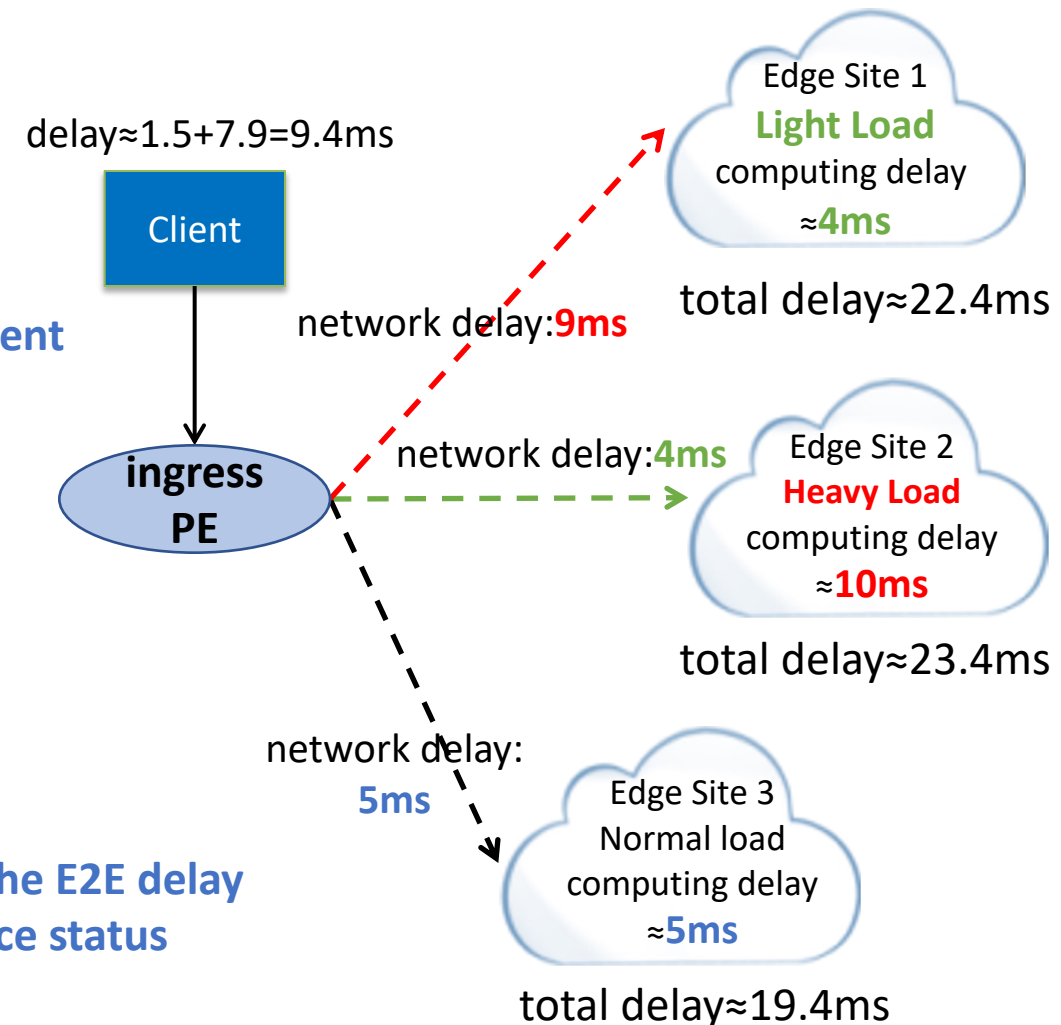 delay≈1.5+7.9=9.4ms
Client
ingress
PE
network delay:9ms
network delay:4ms
network delay:
5ms
Edge Site 1
Light Load
computing delay
≈4ms
total delay≈22.4ms
Edge Site 2
Heavy Load
computing delay
≈10ms
total delay≈23.4ms
Edge Site 3
Normal load
computing delay
≈5ms
total delay≈19.4ms
E2E delay
status